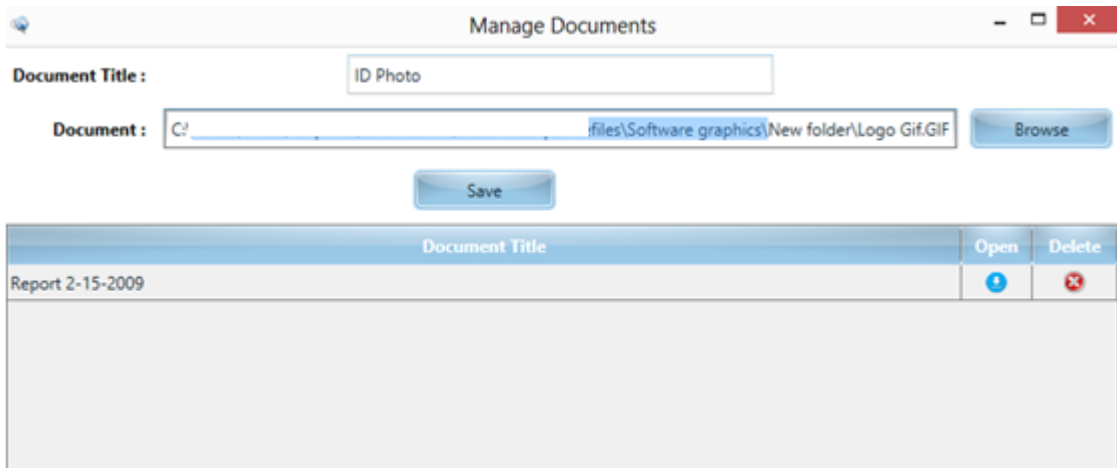 Manage Documents
Document Title :
ID Photo
Document :
C:\ files\Software graphics\New folder\Logo Gif.GIF
Browse
Save
Document Title Open Delete
Report 2-15-2009